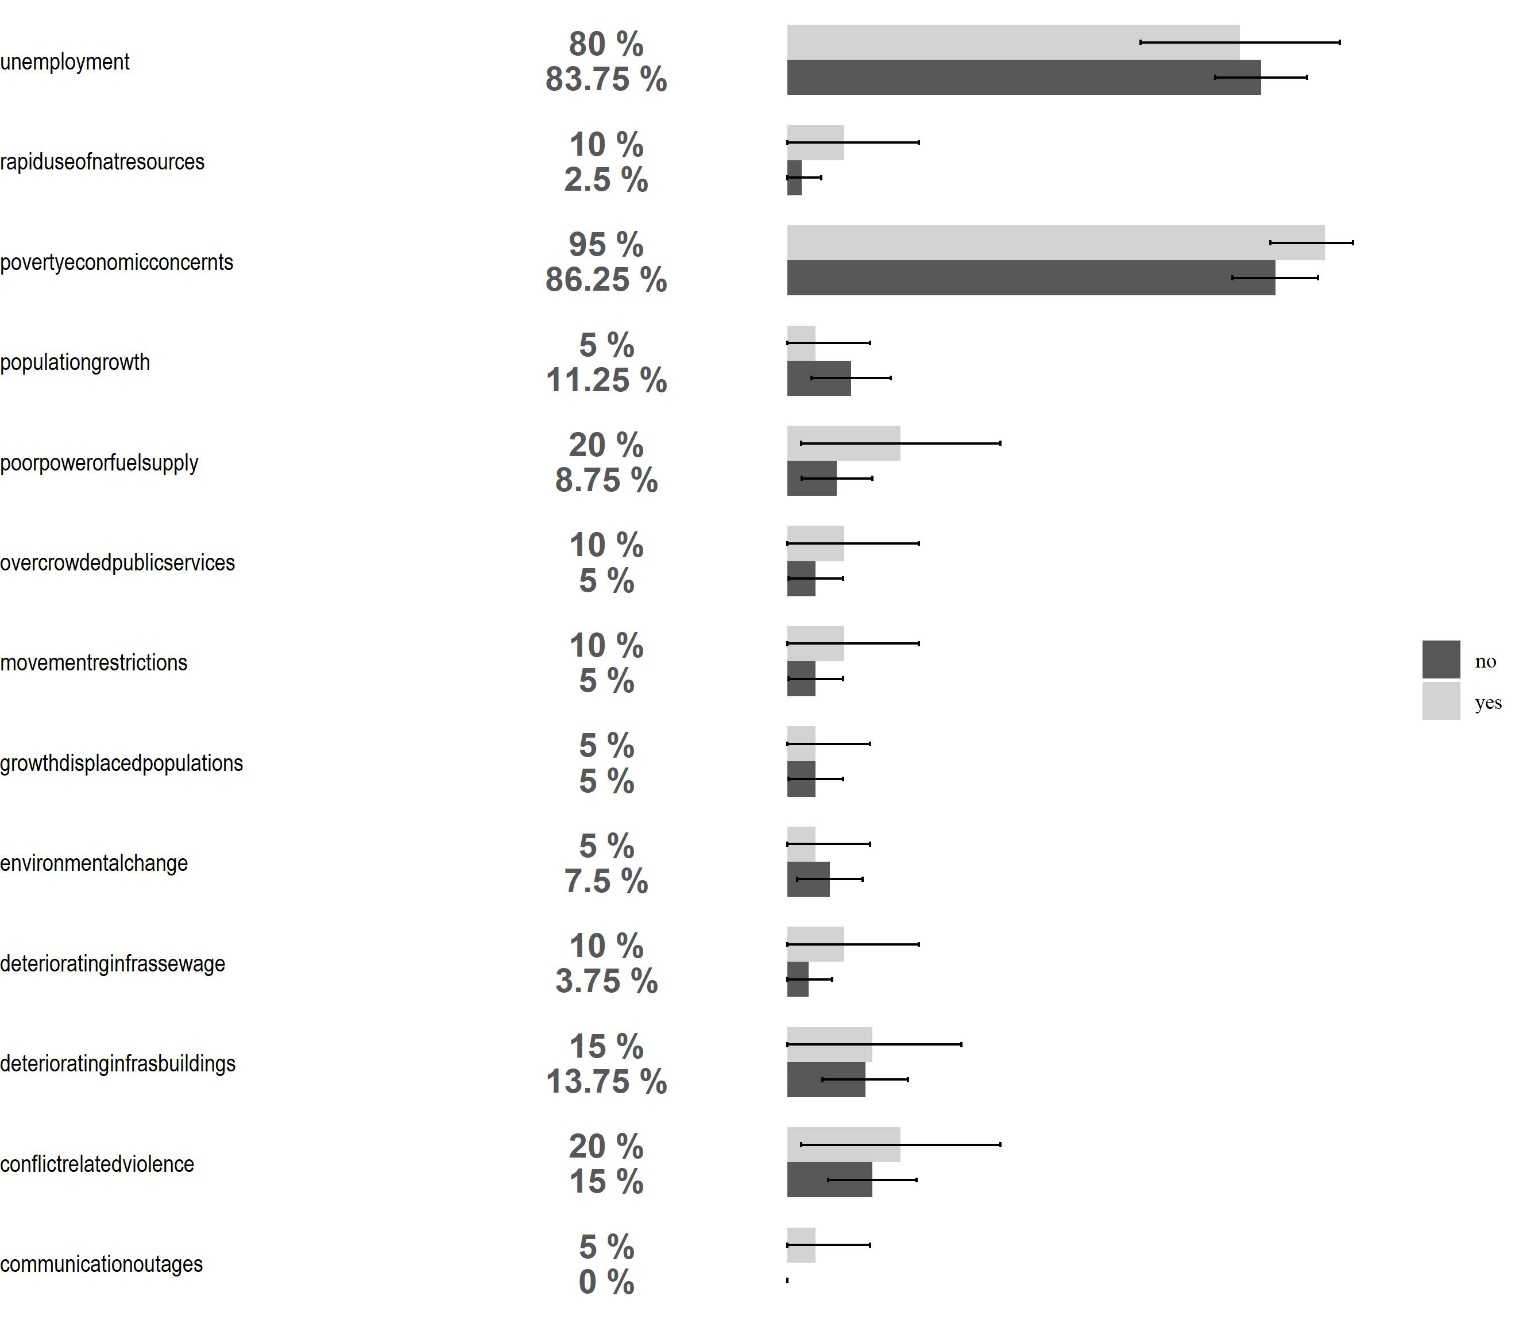 unemployment
80 %
83.75 %
rapiduseofnatresources
10 %
2.5 %
povertyeconomicconcernts
95 %
86.25 %
populationgrowth
5 %
11.25 %
poorpowerorfuelsupply
20 %
8.75 %
overcrowdedpublicservices
10 %
5 %
movementrestrictions
10 %
5 %
growthdisplacedpopulations
5 %
5 %
environmentalchange
5 %
7.5 %
deterioratinginfrassewage
10 %
3.75 %
deterioratinginfrasbuildings
15 %
13.75 %
conflictrelatedviolence
20 %
15 %
communicationoutages
5 %
0 %
no
yes